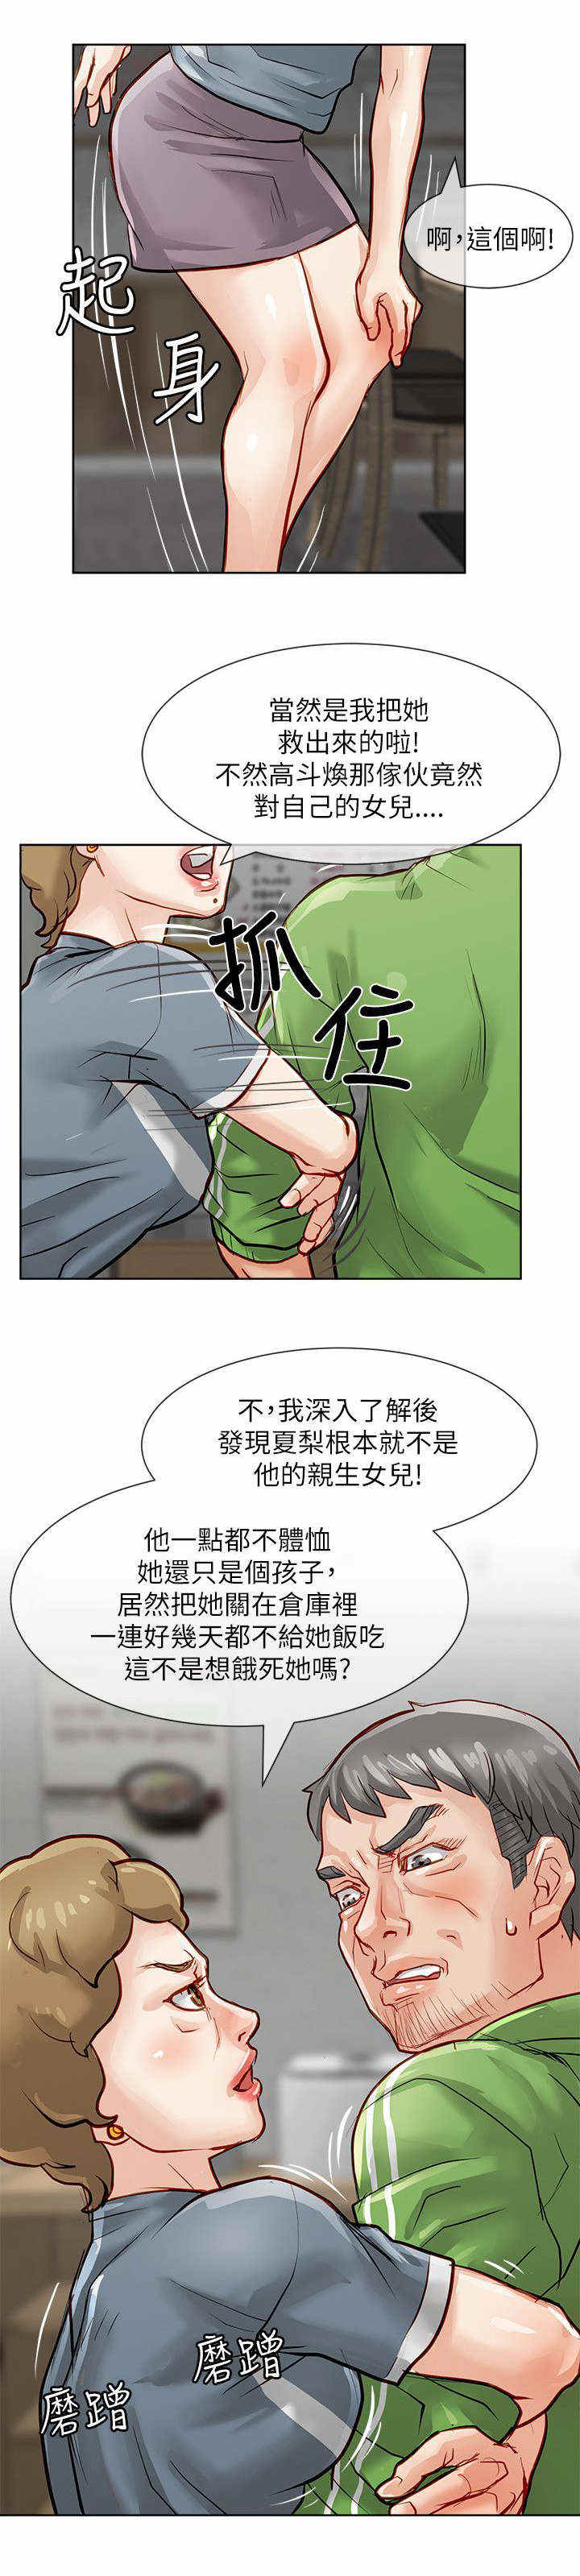 啊，這個啊!
起
身
當然是我把她
救出來的啦!
不然高斗煥那傢伙竟然
對自己的女兒....
抓
住
不，我深入了解後
發現夏梨根本就不是
他的親生女兒!
他一點都不體恤
她還只是個孩子，
居然把她關在倉庫裡
一連好幾天都不給她飯吃
這不是想餓死她嗎?
磨蹭
磨蹭